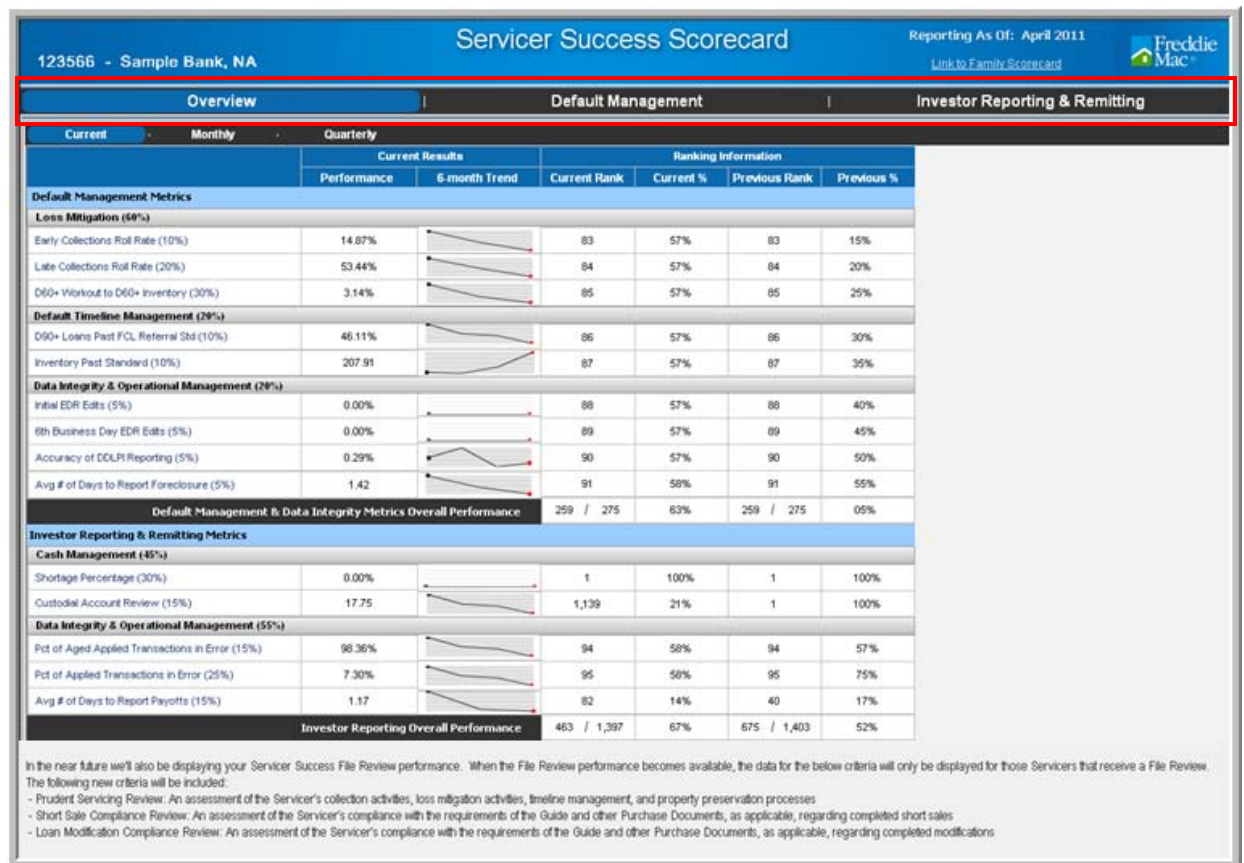 Servicer Success Scorecard
Reporting As Of: April 2011
123566 - Sample Bank, NA
Link to Family Scorecard
Freddie Mac
Overview | Default Management | Investor Reporting & Remitting
Current Monthly Quarterly
Current Results Ranking Information
Performance 6-month Trend Current Rank Current % Previous Rank Previous %
Default Management Metrics
Loss Mitigation (60%)
Early Collections Roll Rate (10%) 14.87% 83 57% 83 15%
Late Collections Roll Rate (20%) 53.44% 84 57% 84 20%
D60+ Workout to D60+ Inventory (30%) 3.14% 85 57% 85 25%
Default Timeline Management (20%)
D90+ Loans Past FCL Referral Std (10%) 46.11% 86 57% 86 30%
Inventory Past Standard (10%) 207.91 87 57% 87 35%
Data Integrity & Operational Management (20%)
Initial EDR Edits (5%) 0.00% 88 57% 88 40%
6th Business Day EDR Edits (5%) 0.00% 89 57% 89 45%
Accuracy of DDLPI Reporting (5%) 0.29% 90 57% 90 50%
Avg # of Days to Report Foreclosure (5%) 1.42 91 58% 91 55%
Default Management & Data Integrity Metrics Overall Performance 259 / 275 63% 259 / 275 05%
Investor Reporting & Remitting Metrics
Cash Management (45%)
Shortage Percentage (30%) 0.00% 1 100% 1 100%
Custodial Account Review (15%) 17.75 1,139 21% 1 100%
Data Integrity & Operational Management (55%)
Pct of Aged Applied Transactions in Error (15%) 98.36% 94 58% 94 57%
Pct of Applied Transactions in Error (25%) 7.30% 95 58% 95 75%
Avg # of Days to Report Payoffs (15%) 1.17 82 14% 40 17%
Investor Reporting Overall Performance 463 / 1,397 67% 675 / 1,403 52%
In the near future we'll also be displaying your Servicer Success File Review performance. When the File Review performance becomes available, the data for the below criteria will only be displayed for those Servicers that receive a File Review.
The following new criteria will be included:
- Prudent Servicing Review: An assessment of the Servicer's collection activities, loss mitigation activities, timeline management, and property preservation processes
- Short Sale Compliance Review: An assessment of the Servicer's compliance with the requirements of the Guide and other Purchase Documents, as applicable, regarding completed short sales
- Loan Modification Compliance Review: An assessment of the Servicer's compliance with the requirements of the Guide and other Purchase Documents, as applicable, regarding completed modifications